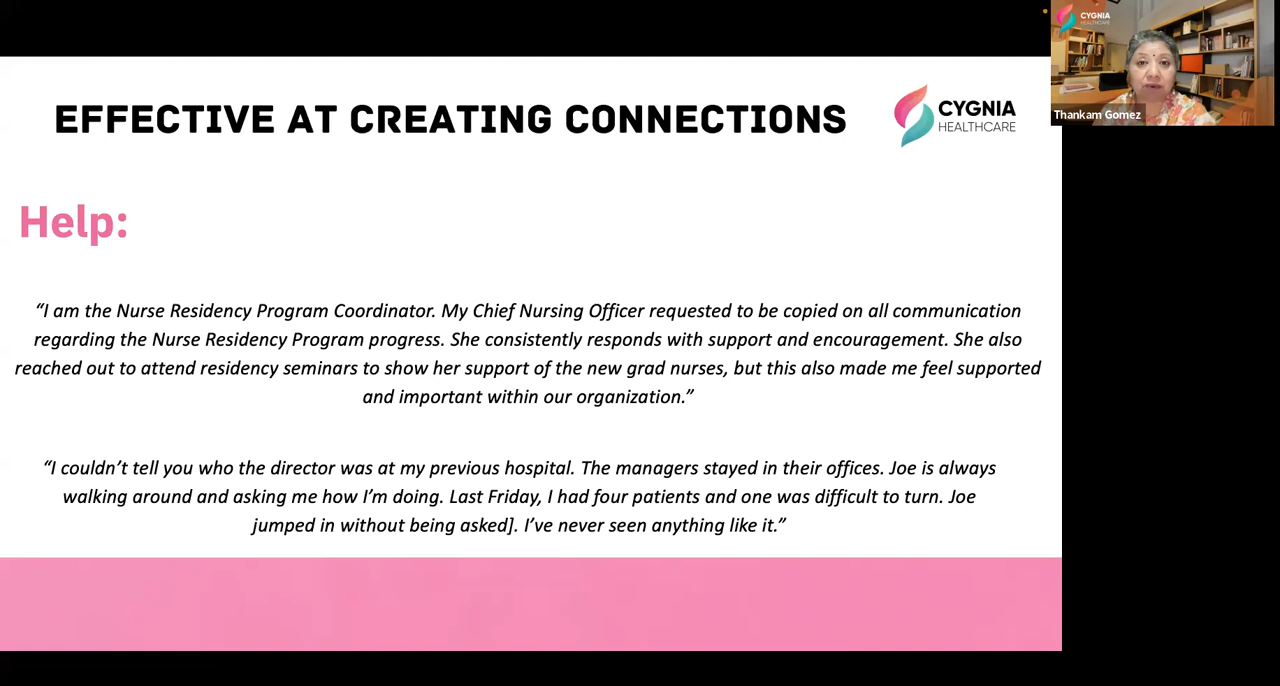 EFFECTIVE AT CREATING CONNECTIONS
CYGNIA
HEALTHCARE
CYGNIA
HEALTHCARE
Thankam Gomez
Help:
“I am the Nurse Residency Program Coordinator. My Chief Nursing Officer requested to be copied on all communication
regarding the Nurse Residency Program progress. She consistently responds with support and encouragement. She also
reached out to attend residency seminars to show her support of the new grad nurses, but this also made me feel supported
and important within our organization.”
“I couldn’t tell you who the director was at my previous hospital. The managers stayed in their offices. Joe is always
walking around and asking me how I’m doing. Last Friday, I had four patients and one was difficult to turn. Joe
jumped in without being asked]. I’ve never seen anything like it.”